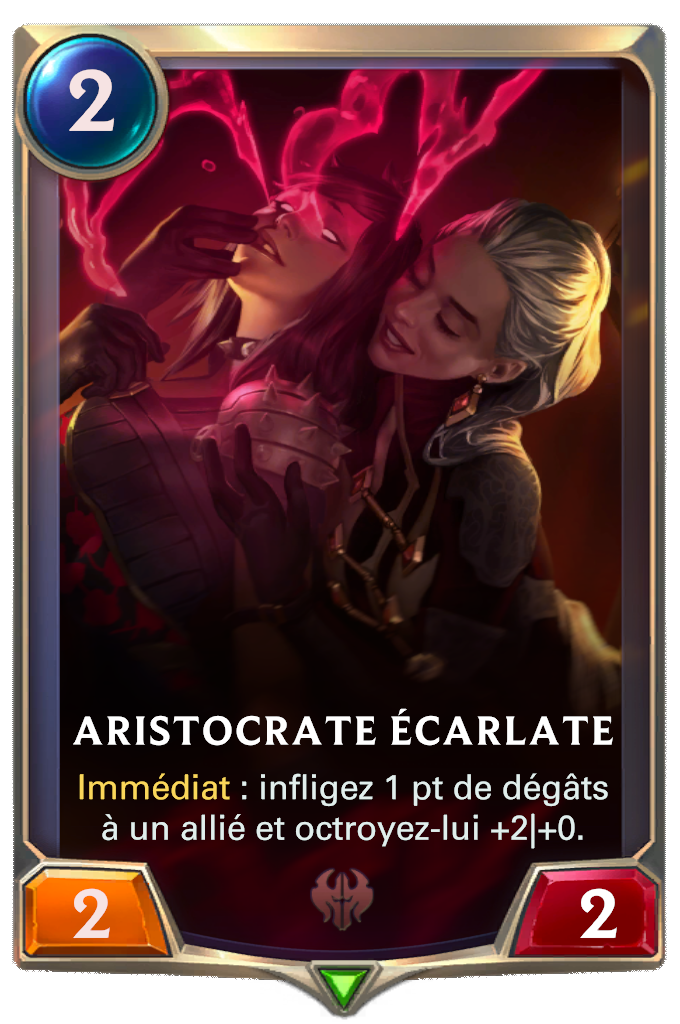 2
ARISTOCRATE ÉCARLATE
Immédiat : infligez 1 pt de dégâts
à un allié et octroyez-lui +2|+0.
2
2